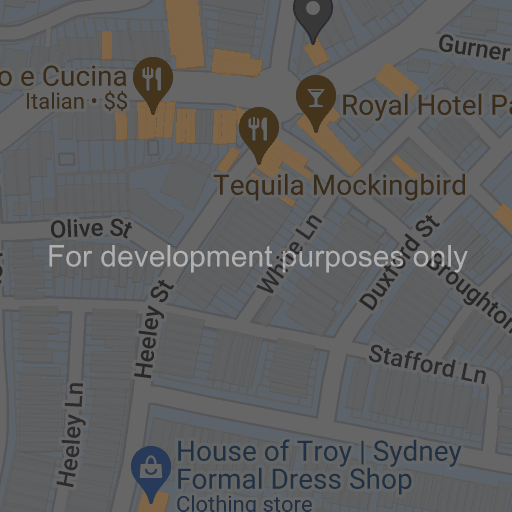 Gurner
o e Cucina
Italian • $$
Royal Hotel Pa
Tequila Mockingbird
Olive St
White Ln
Duxford St
Broughton
For development purposes only
Heeley St
Stafford Ln
Heeley Ln
House of Troy | Sydney
Formal Dress Shop
Clothing store